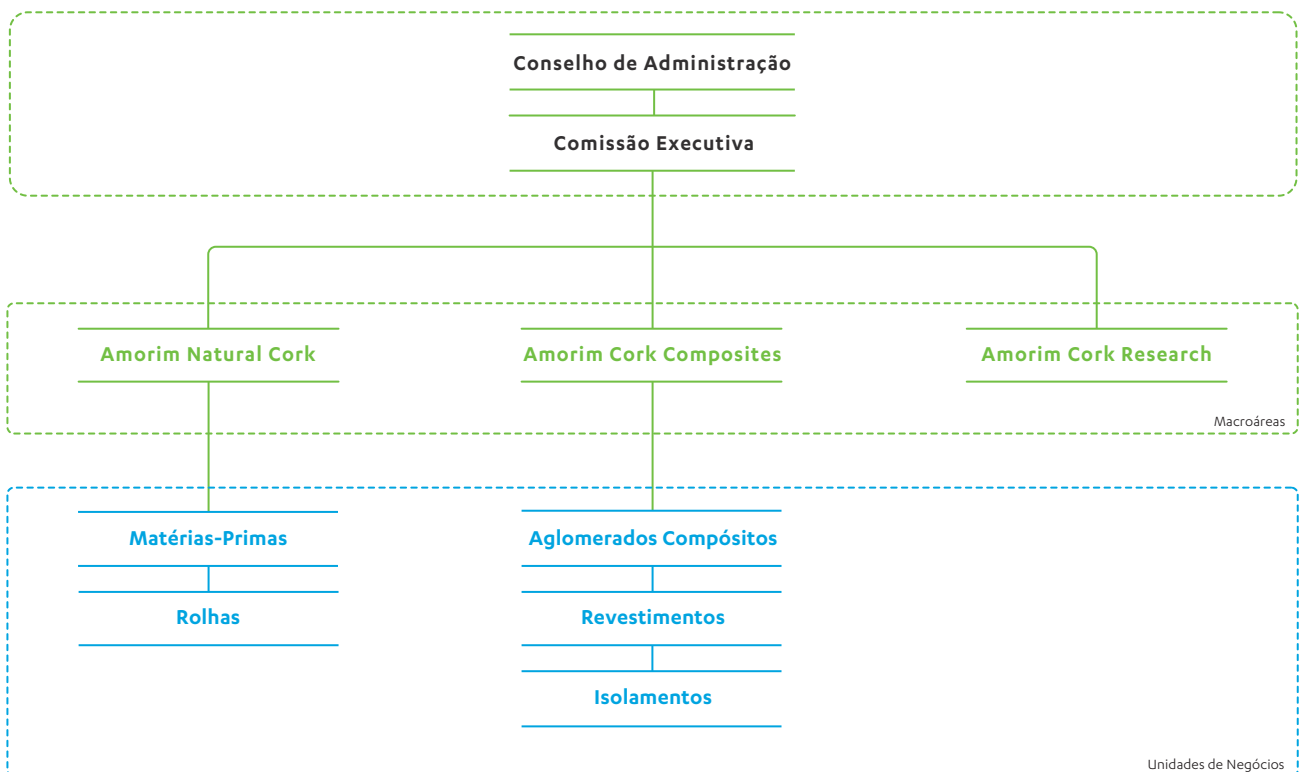 Conselho de Administração
Comissão Executiva
Amorim Natural Cork
Amorim Cork Composites
Amorim Cork Research
Macroáreas
Matérias-Primas
Aglomerados Compósitos
Rolhas
Revestimentos
Isolamentos
Unidades de Negócios